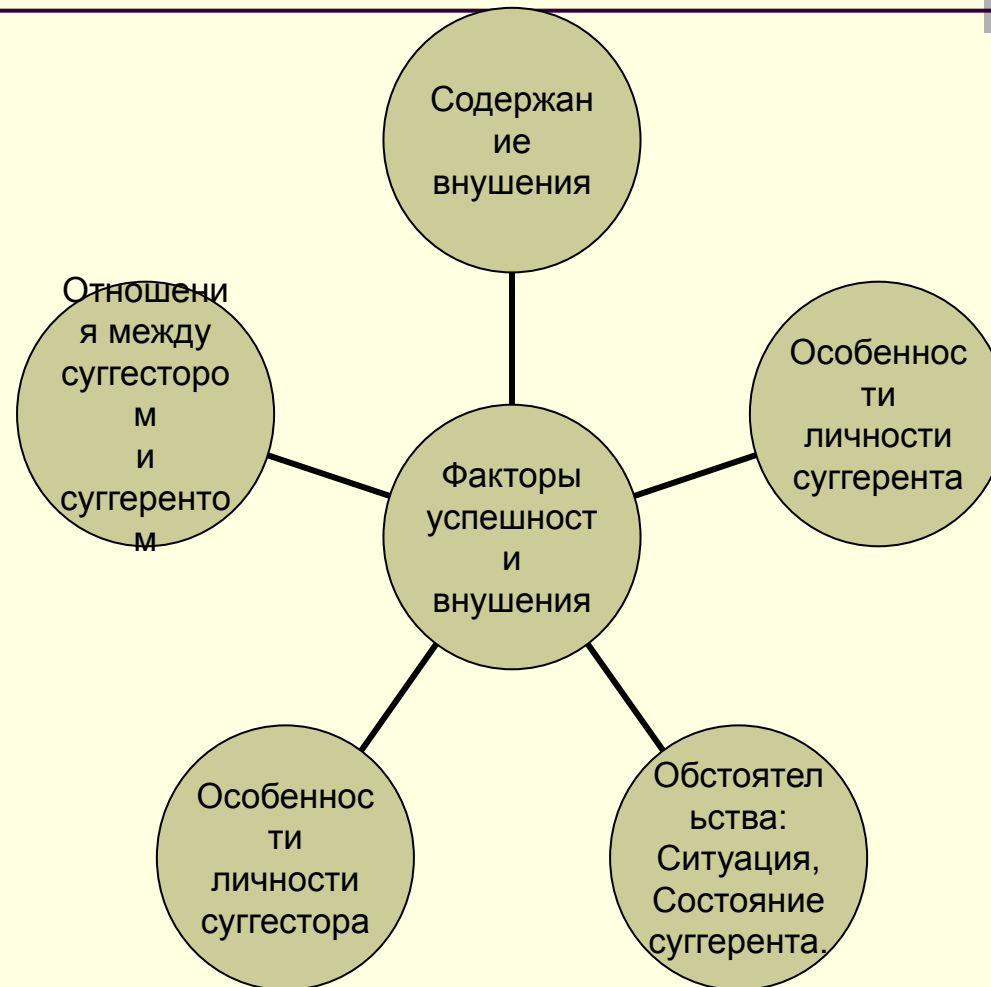 Содержан
ие
внушения
Отношени
я между
суггесторо
м
и
суггеренто
м
Особеннос
ти
личности
суггерента
Факторы
успешност
и
внушения
Особеннос
ти
личности
суггестора
Обстоятел
ьства:
Ситуация,
Состояние
суггерента.